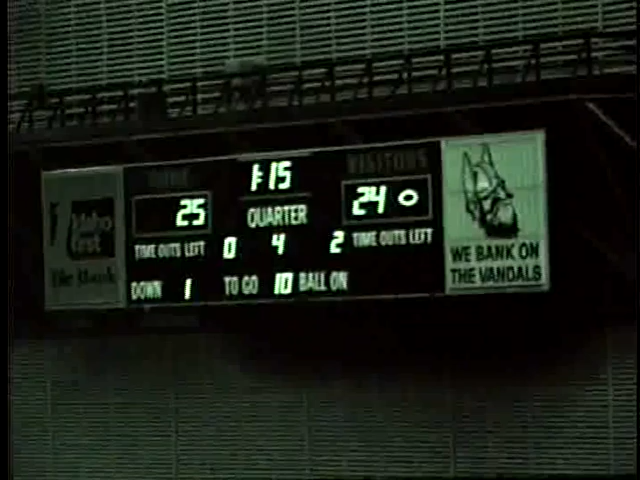 HOME 1:15 VISITORS
25 QUARTER 24
TIME OUTS LEFT 0 4 2 TIME OUTS LEFT
DOWN 1 TO GO 10 BALL ON
Idaho
First
The Bank
WE BANK ON
THE VANDALS